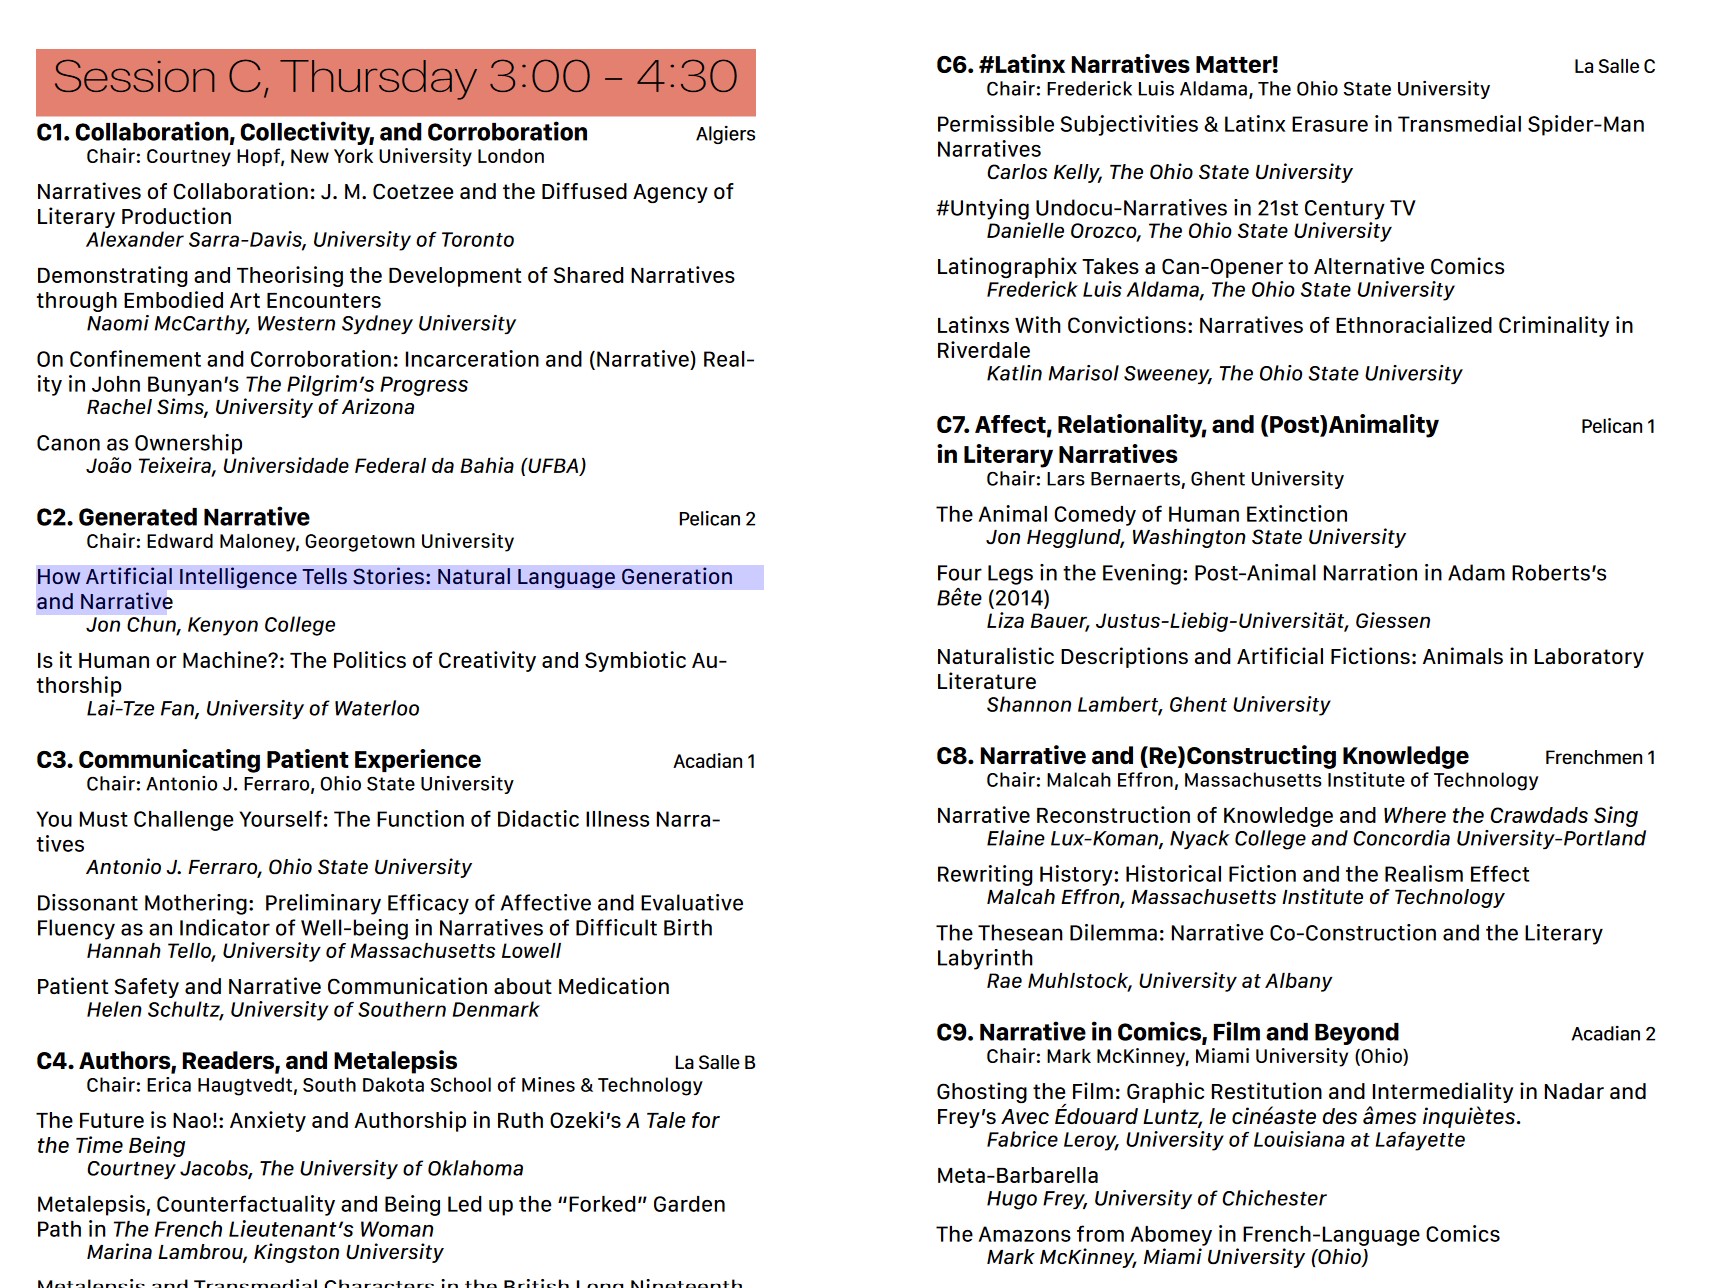 Session C, Thursday 3:00 – 4:30
C1. Collaboration, Collectivity, and Corroboration Algiers
Chair: Courtney Hopf, New York University London
Narratives of Collaboration: J. M. Coetzee and the Diffused Agency of
Literary Production
Alexander Sarra-Davis, University of Toronto
Demonstrating and Theorising the Development of Shared Narratives
through Embodied Art Encounters
Naomi McCarthy, Western Sydney University
On Confinement and Corroboration: Incarceration and (Narrative) Real-
ity in John Bunyan's The Pilgrim's Progress
Rachel Sims, University of Arizona
Canon as Ownership
João Teixeira, Universidade Federal da Bahia (UFBA)
C2. Generated Narrative Pelican 2
Chair: Edward Maloney, Georgetown University
How Artificial Intelligence Tells Stories: Natural Language Generation
and Narrative
Jon Chun, Kenyon College
Is it Human or Machine?: The Politics of Creativity and Symbiotic Au-
thorship
Lai-Tze Fan, University of Waterloo
C3. Communicating Patient Experience Acadian 1
Chair: Antonio J. Ferraro, Ohio State University
You Must Challenge Yourself: The Function of Didactic Illness Narra-
tives
Antonio J. Ferraro, Ohio State University
Dissonant Mothering: Preliminary Efficacy of Affective and Evaluative
Fluency as an Indicator of Well-being in Narratives of Difficult Birth
Hannah Tello, University of Massachusetts Lowell
Patient Safety and Narrative Communication about Medication
Helen Schultz, University of Southern Denmark
C4. Authors, Readers, and Metalepsis La Salle B
Chair: Erica Haugtvedt, South Dakota School of Mines & Technology
The Future is Nao!: Anxiety and Authorship in Ruth Ozeki's A Tale for
the Time Being
Courtney Jacobs, The University of Oklahoma
Metalepsis, Counterfactuality and Being Led up the "Forked" Garden
Path in The French Lieutenant's Woman
Marina Lambrou, Kingston University
Metalepsis and Transmedial Characters in the British Long Nineteenth
C6. #Latinx Narratives Matter! La Salle C
Chair: Frederick Luis Aldama, The Ohio State University
Permissible Subjectivities & Latinx Erasure in Transmedial Spider-Man
Narratives
Carlos Kelly, The Ohio State University
#Untying Undocu-Narratives in 21st Century TV
Danielle Orozco, The Ohio State University
Latinographix Takes a Can-Opener to Alternative Comics
Frederick Luis Aldama, The Ohio State University
Latinxs With Convictions: Narratives of Ethnoracialized Criminality in
Riverdale
Katlin Marisol Sweeney, The Ohio State University
C7. Affect, Relationality, and (Post)Animality Pelican 1
in Literary Narratives
Chair: Lars Bernaerts, Ghent University
The Animal Comedy of Human Extinction
Jon Hegglund, Washington State University
Four Legs in the Evening: Post-Animal Narration in Adam Roberts's
Bête (2014)
Liza Bauer, Justus-Liebig-Universität, Giessen
Naturalistic Descriptions and Artificial Fictions: Animals in Laboratory
Literature
Shannon Lambert, Ghent University
C8. Narrative and (Re)Constructing Knowledge Frenchmen 1
Chair: Malcah Effron, Massachusetts Institute of Technology
Narrative Reconstruction of Knowledge and Where the Crawdads Sing
Elaine Lux-Koman, Nyack College and Concordia University-Portland
Rewriting History: Historical Fiction and the Realism Effect
Malcah Effron, Massachusetts Institute of Technology
The Thesean Dilemma: Narrative Co-Construction and the Literary
Labyrinth
Rae Muhlstock, University at Albany
C9. Narrative in Comics, Film and Beyond Acadian 2
Chair: Mark McKinney, Miami University (Ohio)
Ghosting the Film: Graphic Restitution and Intermediality in Nadar and
Frey's Avec Édouard Luntz, le cinéaste des âmes inquiètes.
Fabrice Leroy, University of Louisiana at Lafayette
Meta-Barbarella
Hugo Frey, University of Chichester
The Amazons from Abomey in French-Language Comics
Mark McKinney, Miami University (Ohio)